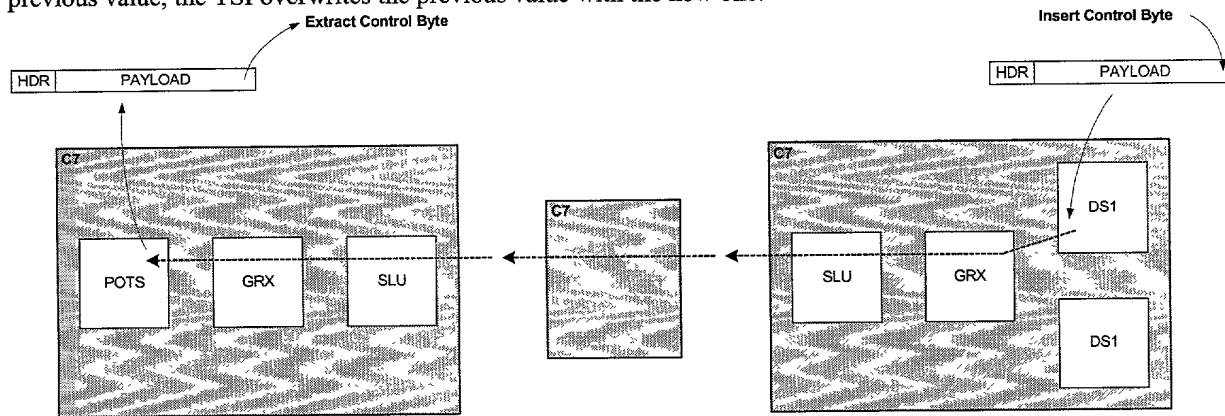 previous value, the TSI overwrites the previous value with the new one.
Extract Control Byte
Insert Control Byte
HDR PAYLOAD
HDR PAYLOAD
C7
C7
C7
DS1
POTS GRX SLU
SLU GRX
DS1